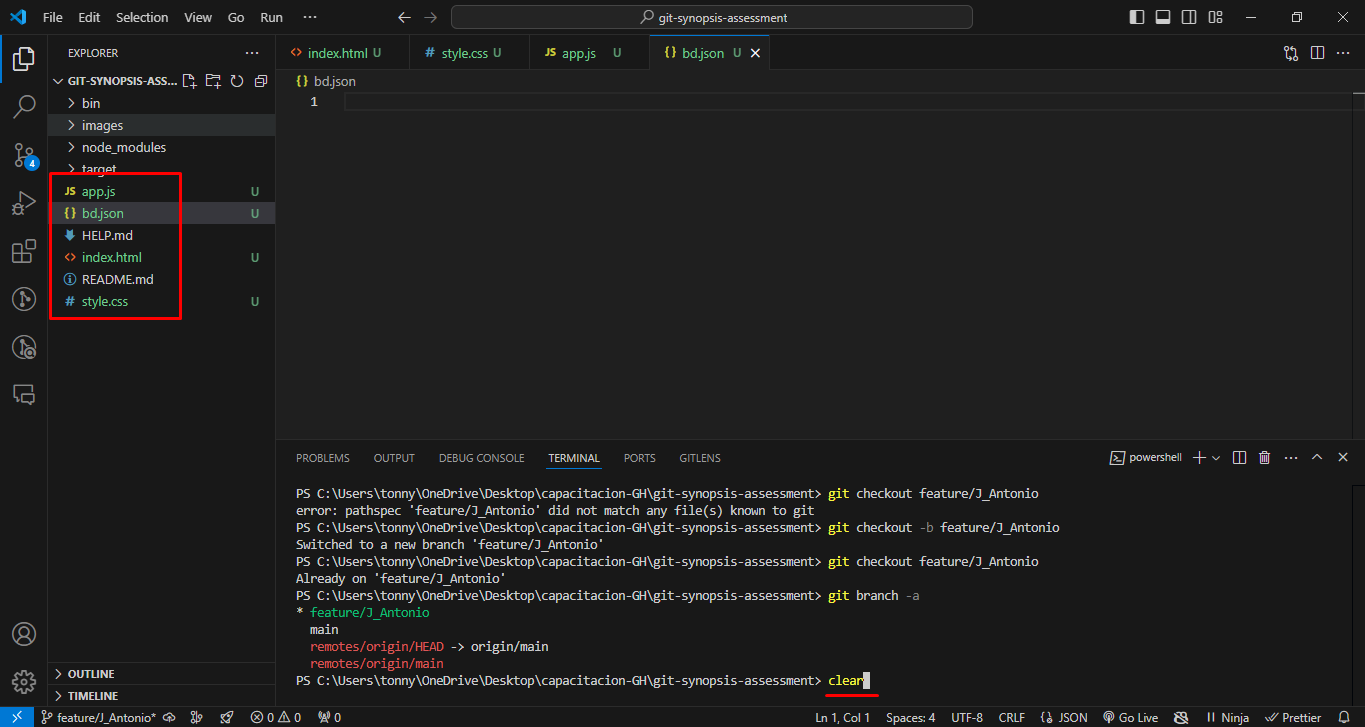 File Edit Selection View Go Run ··· git-synopsis-assessment
EXPLORER ···
GIT-SYNOPSIS-ASS...
bin
images
node_modules
target
JS app.js U
{} bd.json U
HELP.md
<> index.html U
README.md
# style.css U
OUTLINE
TIMELINE
4
<> index.html U # style.css U JS app.js U {} bd.json U
{} bd.json
1
PROBLEMS OUTPUT DEBUG CONSOLE TERMINAL PORTS GITLENS powershell
PS C:\Users\tonny\OneDrive\Desktop\capacitacion-GH\git-synopsis-assessment> git checkout feature/J_Antonio
error: pathspec 'feature/J_Antonio' did not match any file(s) known to git
PS C:\Users\tonny\OneDrive\Desktop\capacitacion-GH\git-synopsis-assessment> git checkout -b feature/J_Antonio
Switched to a new branch 'feature/J_Antonio'
PS C:\Users\tonny\OneDrive\Desktop\capacitacion-GH\git-synopsis-assessment> git checkout feature/J_Antonio
Already on 'feature/J_Antonio'
PS C:\Users\tonny\OneDrive\Desktop\capacitacion-GH\git-synopsis-assessment> git branch -a
* feature/J_Antonio
main
remotes/origin/HEAD -> origin/main
remotes/origin/main
PS C:\Users\tonny\OneDrive\Desktop\capacitacion-GH\git-synopsis-assessment> clear
feature/J_Antonio* 0 0 0 Ln 1, Col 1 Spaces: 4 UTF-8 CRLF {} JSON Go Live Ninja Prettier